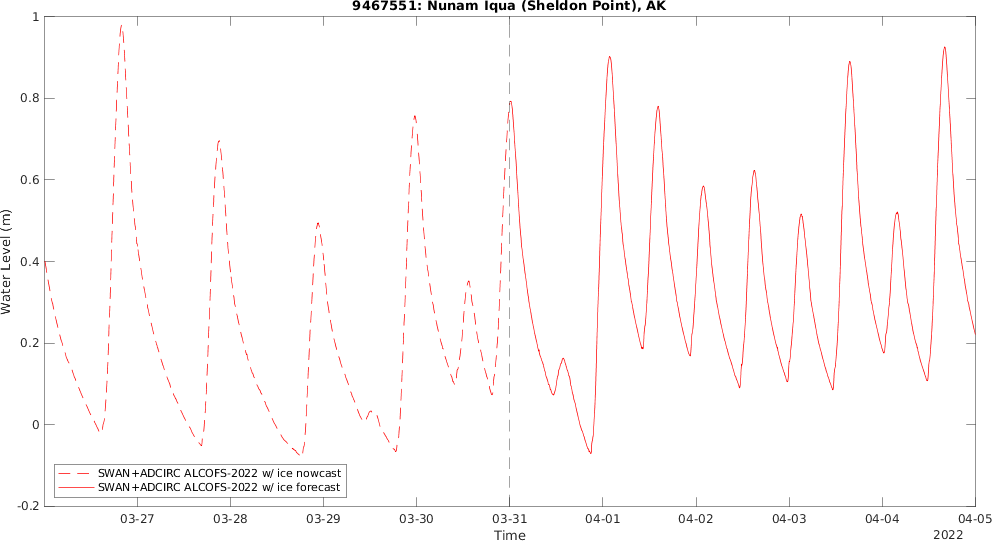 9467551: Nunam Iqua (Sheldon Point), AK
Water Level (m)
1
0.8
0.6
0.4
0.2
0
-0.2
SWAN+ADCIRC ALCOFS-2022 w/ ice nowcast
SWAN+ADCIRC ALCOFS-2022 w/ ice forecast
03-27 03-28 03-29 03-30 03-31 04-01 04-02 04-03 04-04 04-05
Time
2022